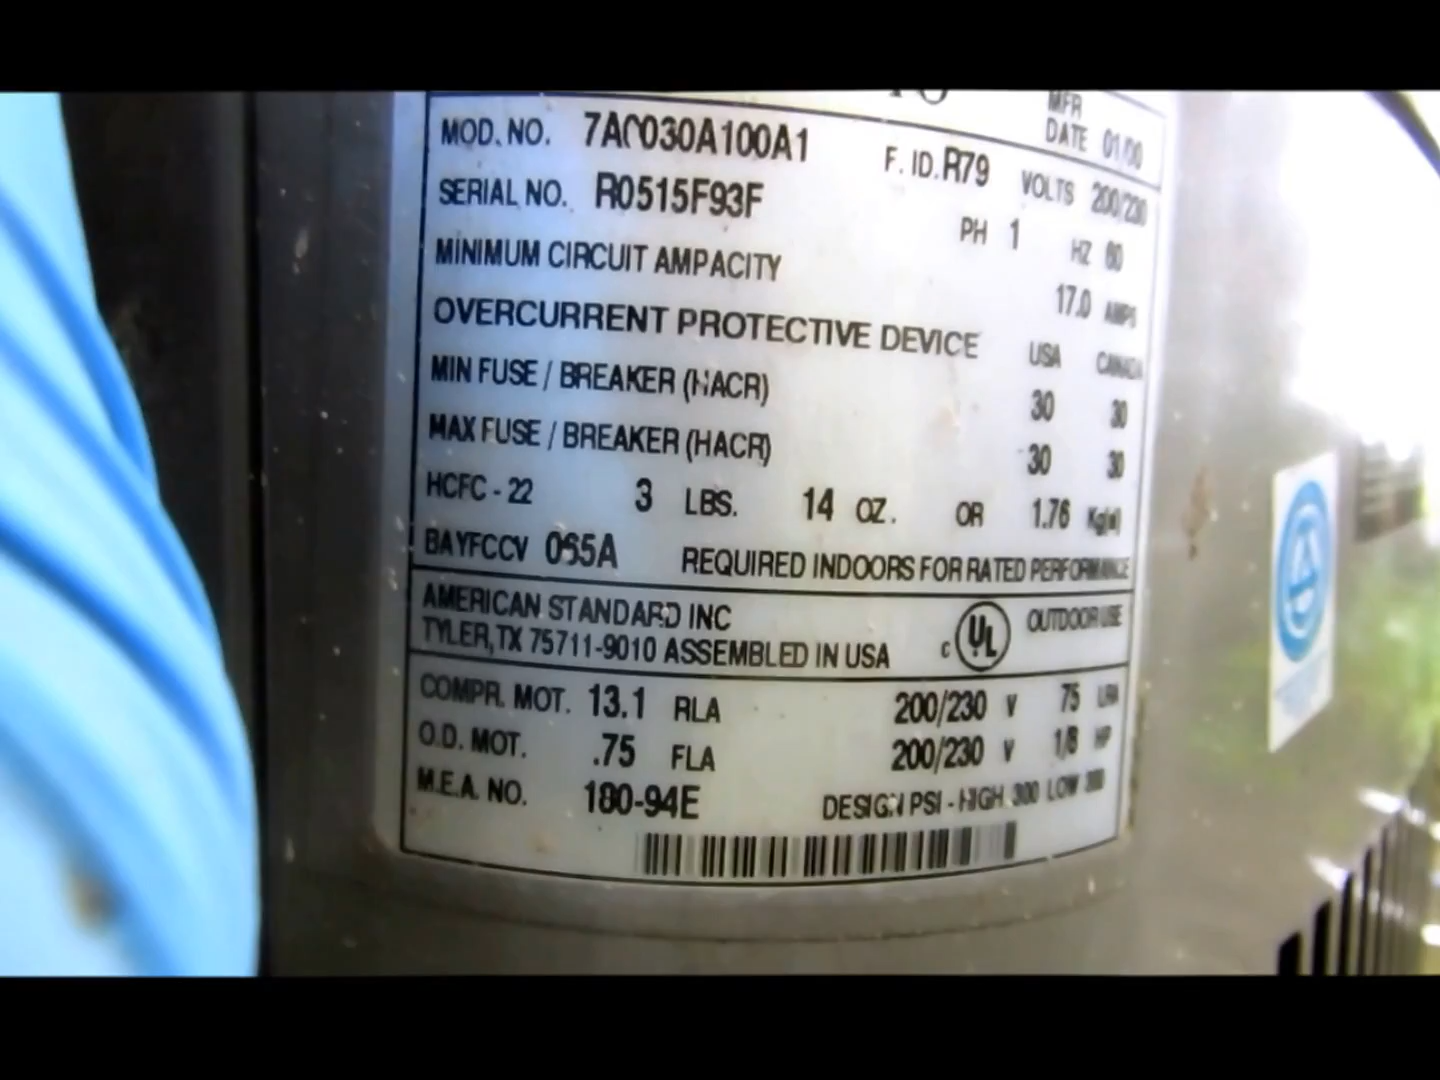 MFR
DATE 01/00
MOD. NO. 7AC030A100A1 F. ID. R79 VOLTS 200/230
SERIAL NO. R0515F93F PH 1 HZ 60
MINIMUM CIRCUIT AMPACITY 17.0 AMPS
OVERCURRENT PROTECTIVE DEVICE USA CANADA
MIN FUSE / BREAKER (HACR) 30 30
MAX FUSE / BREAKER (HACR) 30 30
HCFC - 22 3 LBS. 14 OZ. OR 1.76 Kg(s)
BAYFCCV 065A REQUIRED INDOORS FOR RATED PERFORMANCE
AMERICAN STANDARD INC OUTDOOR USE
TYLER, TX 75711-9010 ASSEMBLED IN USA c UL
COMPR. MOT. 13.1 RLA 200/230 V 75 LRA
O.D. MOT. .75 FLA 200/230 V 1/8 HP
M.E.A. NO. 180-94E DESIGN PSI - HIGH 300 LOW 300